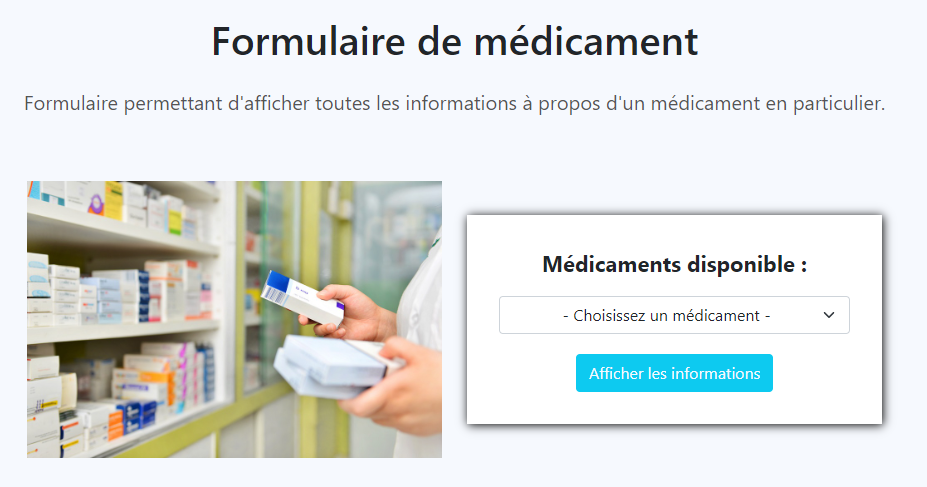 Formulaire de médicament
Formulaire permettant d'afficher toutes les informations à propos d'un médicament en particulier.
Médicaments disponible :
- Choisissez un médicament -
Afficher les informations